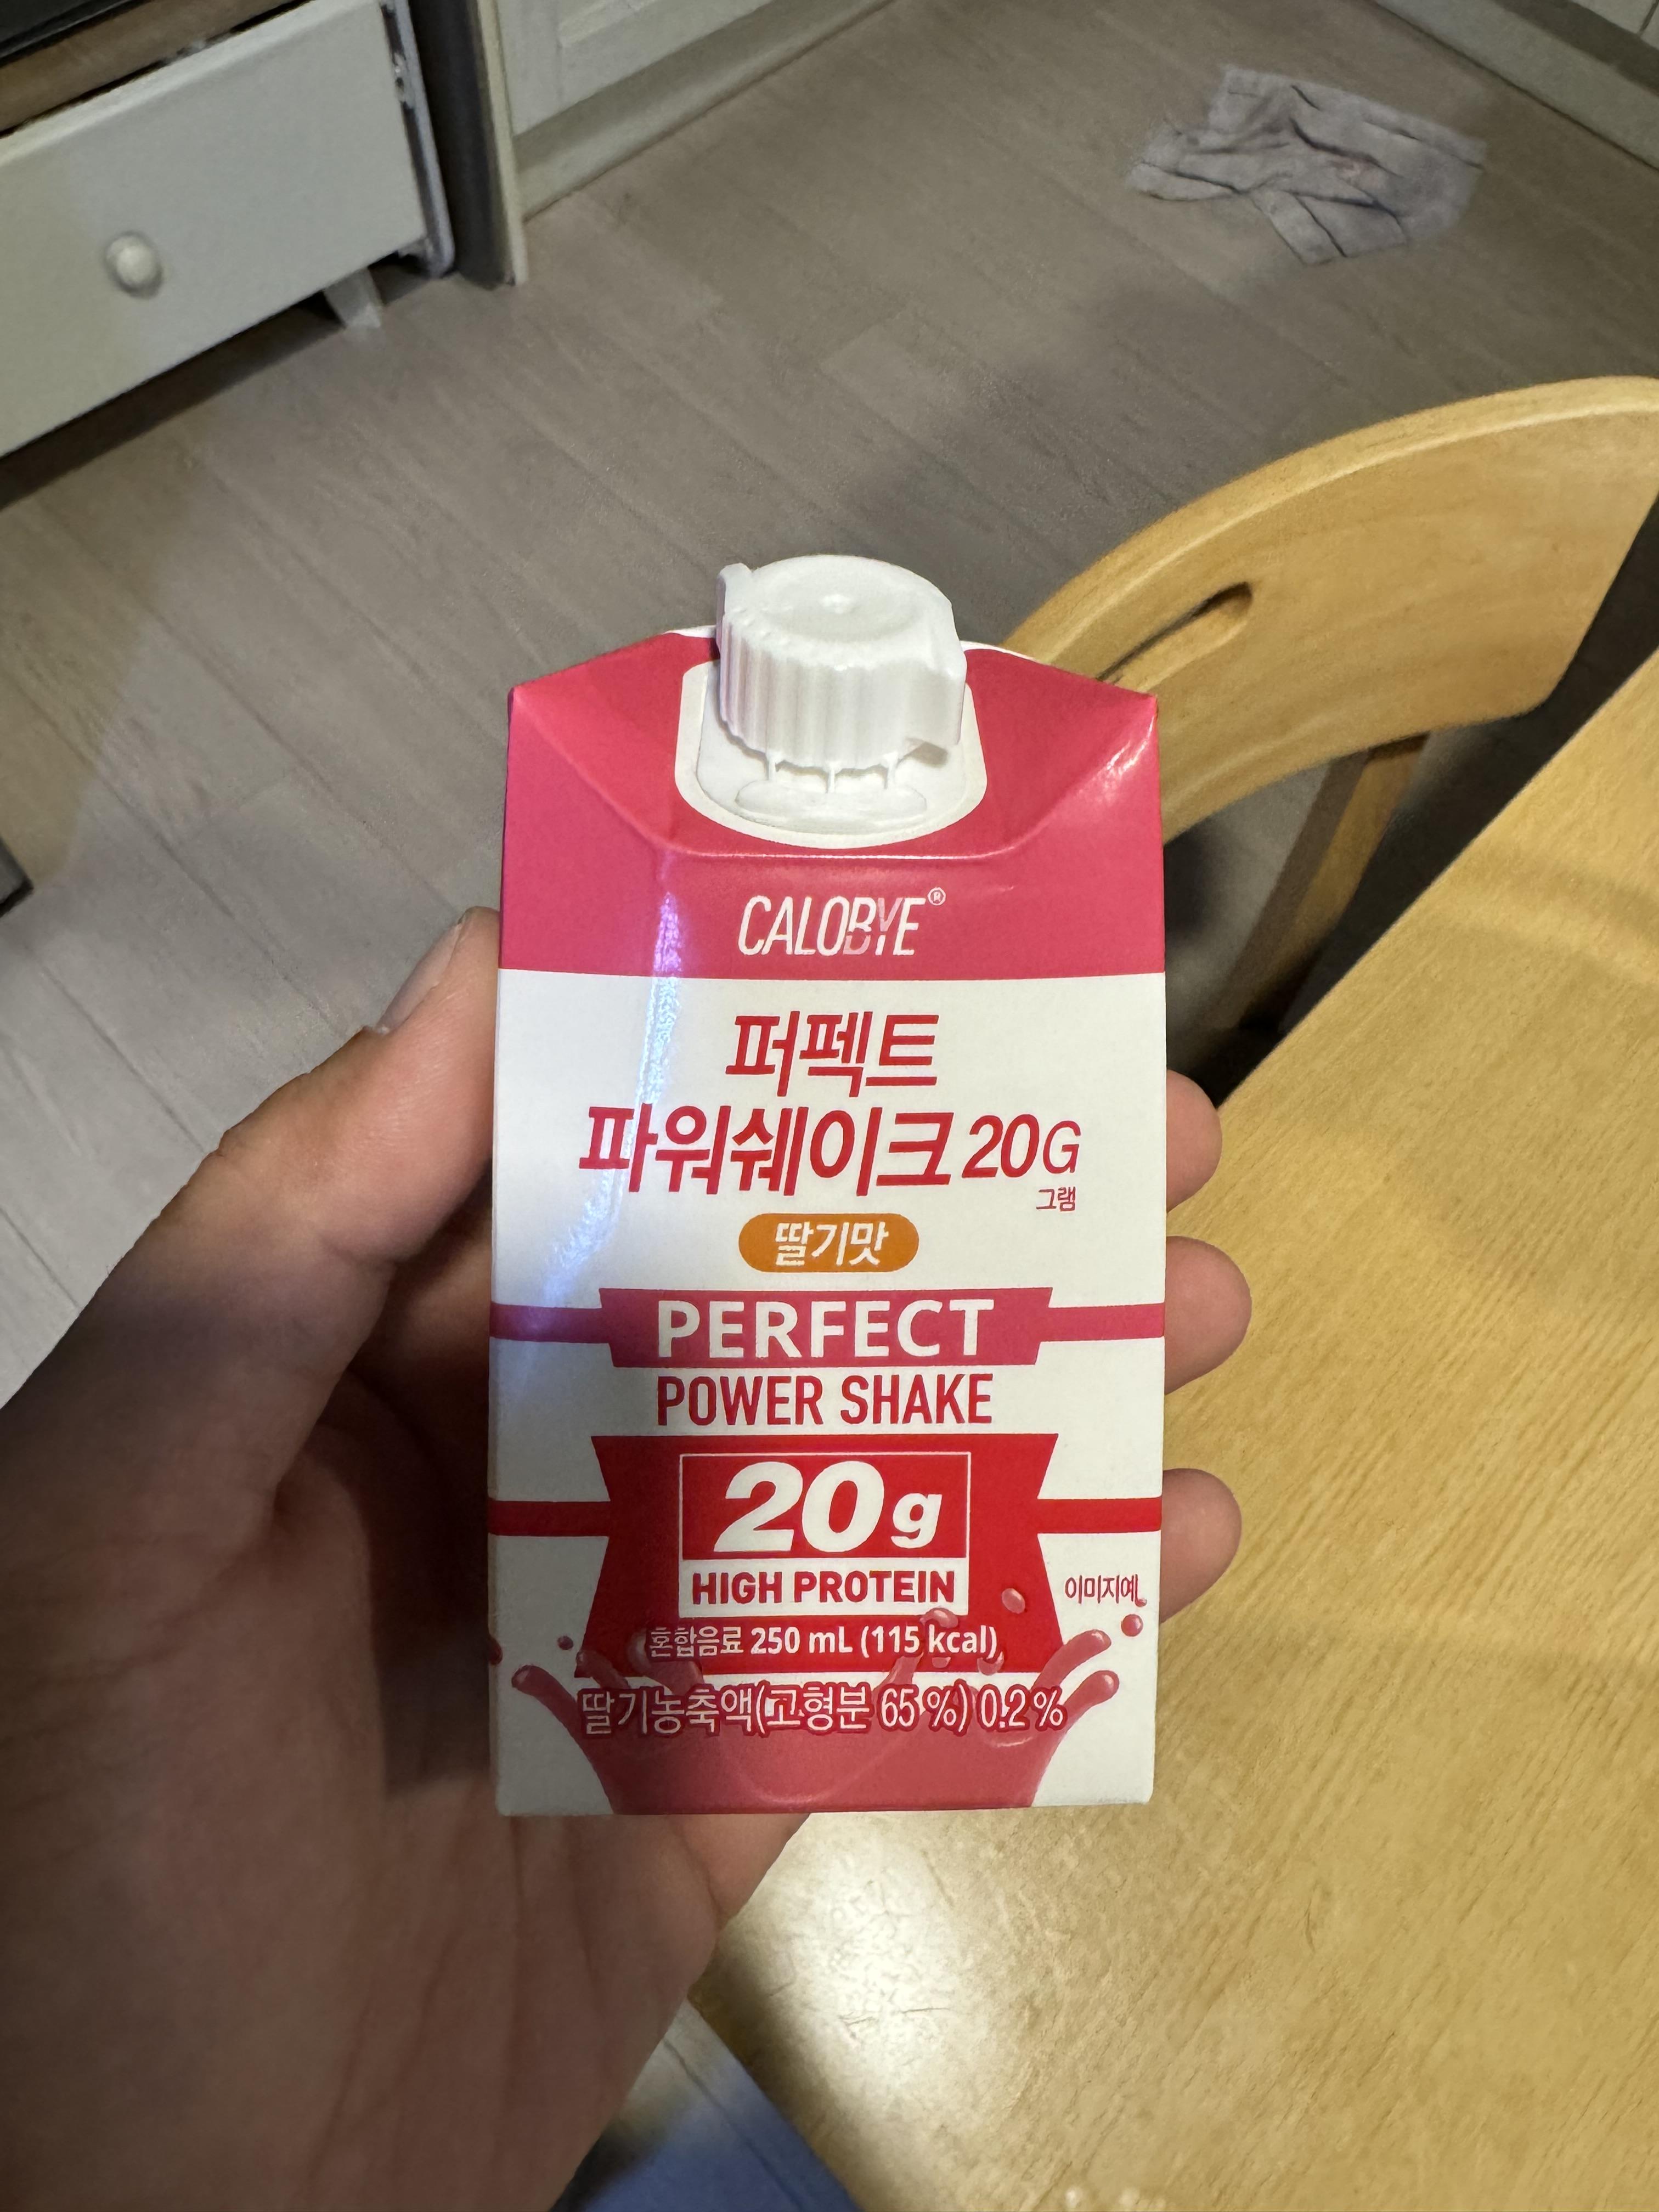 CALOBYE®
퍼펙트
파워쉐이크 20G
그램
딸기맛
PERFECT
POWER SHAKE
20g
HIGH PROTEIN
이미지예
혼합음료 250 mL (115 kcal)
딸기농축액(고형분 65%) 0.2%